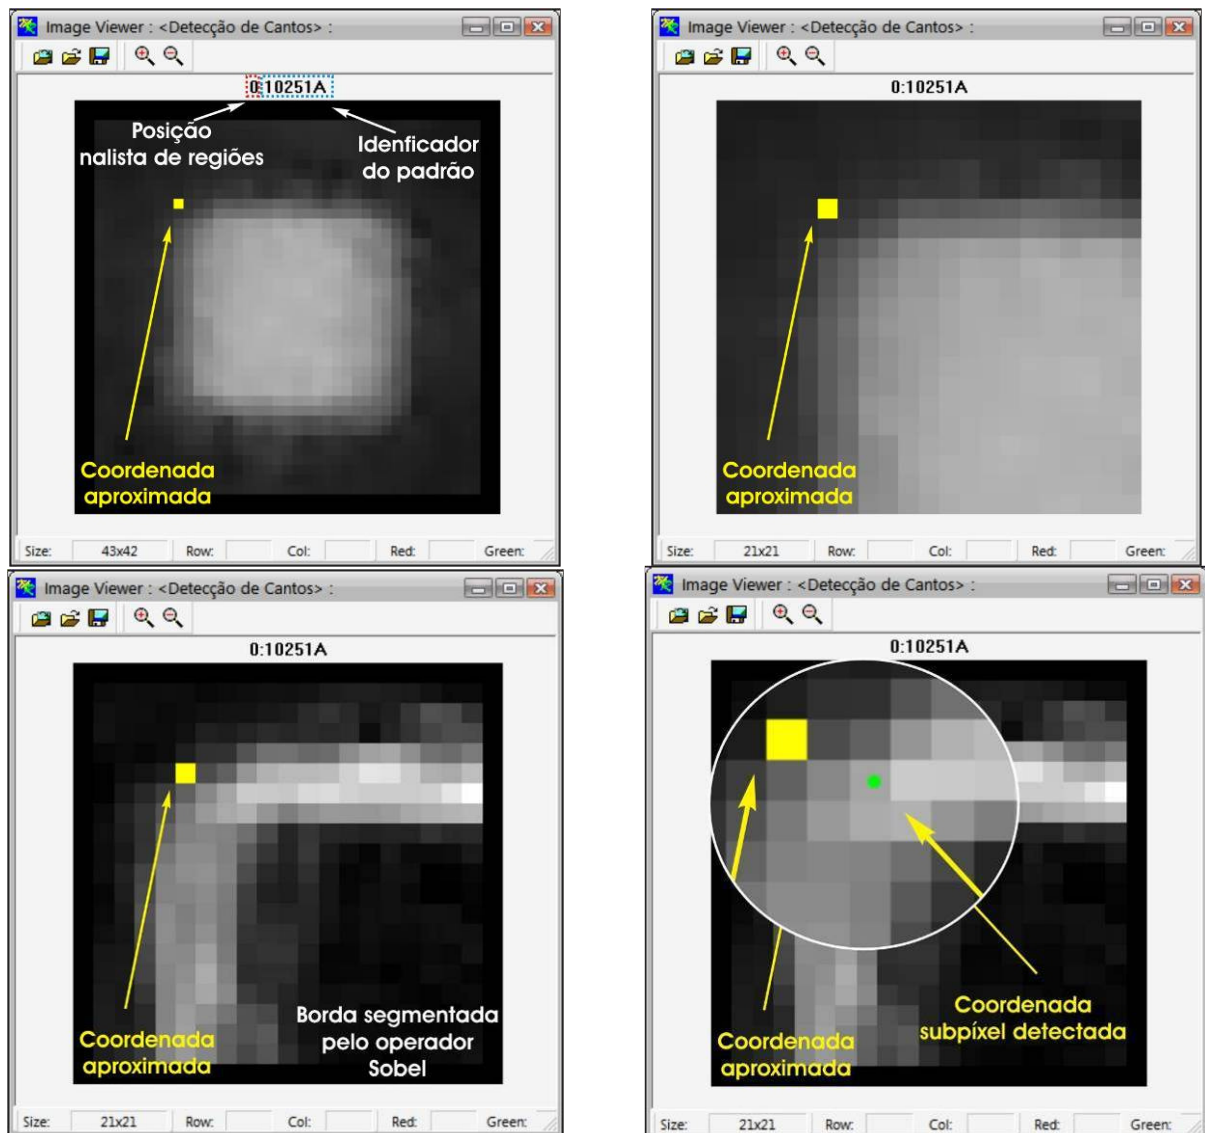 Image Viewer : <Detecção de Cantos> :
0:10251A
Posição
nalista de regiões
Idenficador
do padrão
Coordenada
aproximada
Size: 43x42 Row: Col: Red: Green:
Image Viewer : <Detecção de Cantos> :
0:10251A
Coordenada
aproximada
Size: 21x21 Row: Col: Red: Green:
Image Viewer : <Detecção de Cantos> :
0:10251A
Borda segmentada
pelo operador
Sobel
Coordenada
aproximada
Size: 21x21 Row: Col: Red: Green:
Image Viewer : <Detecção de Cantos> :
0:10251A
Coordenada
subpíxel detectada
Coordenada
aproximada
Size: 21x21 Row: Col: Red: Green: